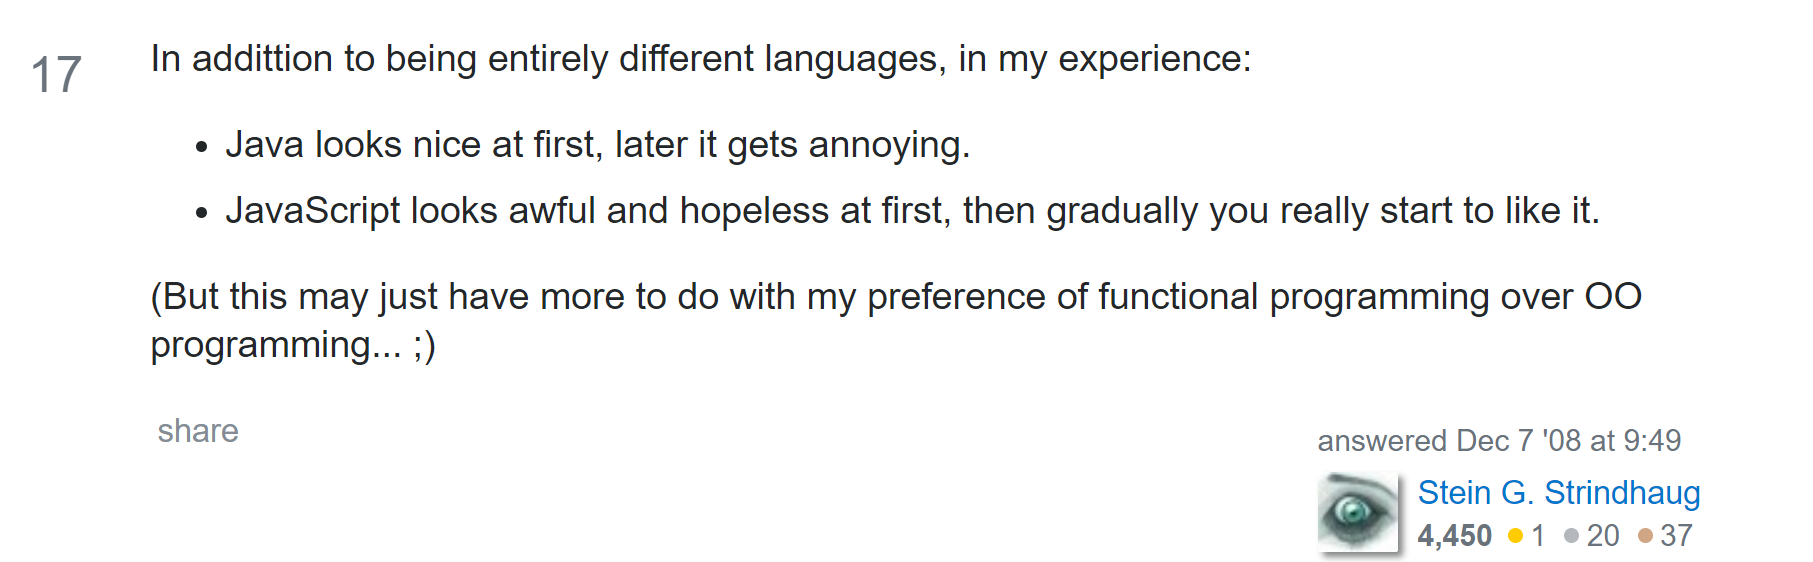 17
In addittion to being entirely different languages, in my experience:
• Java looks nice at first, later it gets annoying.
• JavaScript looks awful and hopeless at first, then gradually you really start to like it.
(But this may just have more to do with my preference of functional programming over OO
programming... ;)
share
answered Dec 7 '08 at 9:49
Stein G. Strindhaug
4,450 ● 1 ● 20 ● 37